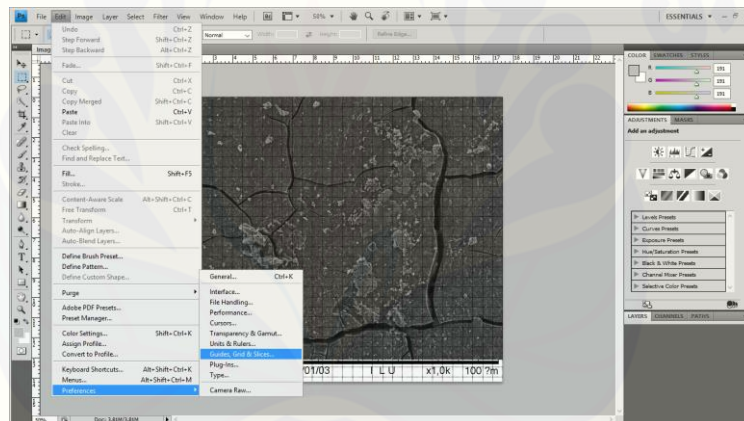 File Edit Image Layer Select Filter View Window Help 50% ESSENTIALS
Normal Width: Height: Refine Edge...
Undo Ctrl+Z
Step Forward Shift+Ctrl+Z
Step Backward Alt+Ctrl+Z
Fade... Shift+Ctrl+F
Cut Ctrl+X
Copy Ctrl+C
Copy Merged Shift+Ctrl+C
Paste Ctrl+V
Paste Into Shift+Ctrl+V
Clear
Check Spelling...
Find and Replace Text...
Fill... Shift+F5
Stroke...
Content-Aware Scale Alt+Shift+Ctrl+C
Free Transform Ctrl+T
Transform
Auto-Align Layers...
Auto-Blend Layers...
Define Brush Preset...
Define Pattern...
Define Custom Shape...
Purge
Adobe PDF Presets...
Preset Manager...
Color Settings... Shift+Ctrl+K
Assign Profile...
Convert to Profile...
Keyboard Shortcuts... Alt+Shift+Ctrl+K
Menus... Alt+Shift+Ctrl+M
Preferences
General... Ctrl+K
Interface...
File Handling...
Performance...
Cursors...
Transparency & Gamut...
Units & Rulers...
Guides, Grid & Slices...
Plug-Ins...
Type...
Camera Raw...
/01/03 I L U x1,0k 100 ?m
COLOR SWATCHES STYLES
R 191
G 191
B 191
ADJUSTMENTS MASKS
Add an adjustment
Levels Presets
Curves Presets
Exposure Presets
Hue/Saturation Presets
Black & White Presets
Channel Mixer Presets
Selective Color Presets
LAYERS CHANNELS PATHS